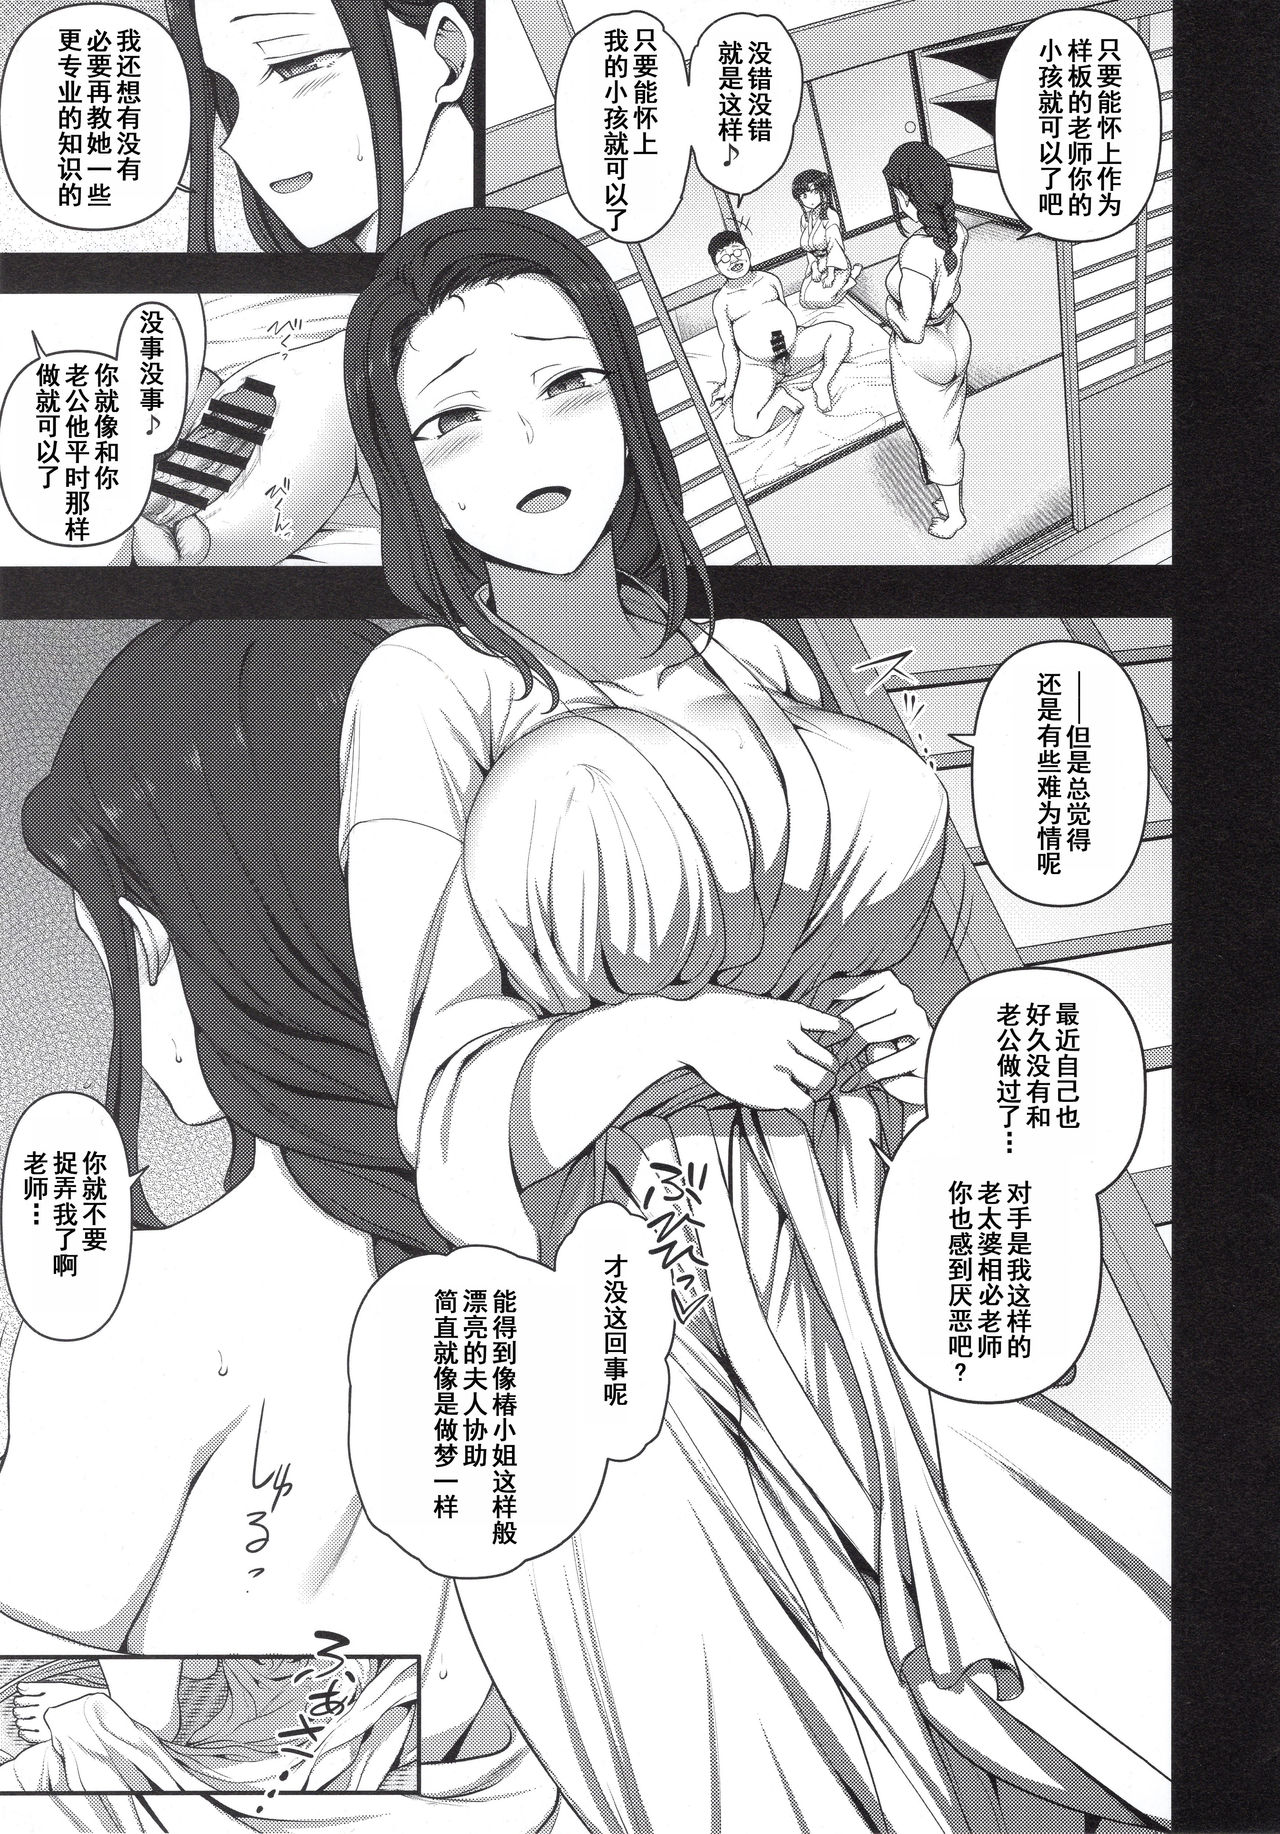 只要能怀上作为
样板的老师你的
小孩就可以了吧
没错没错
就是这样♪
只要能怀上
我的小孩就可以了
我还想有没有
必要再教她一些
更专业的知识的
没事没事♪
你就像和你
老公他平时那样
做就可以了
——但是总觉得
还是有些难为情呢
最近自己也
好久没有和
老公做过了…
对手是我这样的
老太婆相必老师
你也感到厌恶吧?
才没这回事呢
能得到像椿小姐这样般
漂亮的夫人协助
简直就像是做梦一样
你就不要
捉弄我了啊
老师…
しゅる
ふぁさ